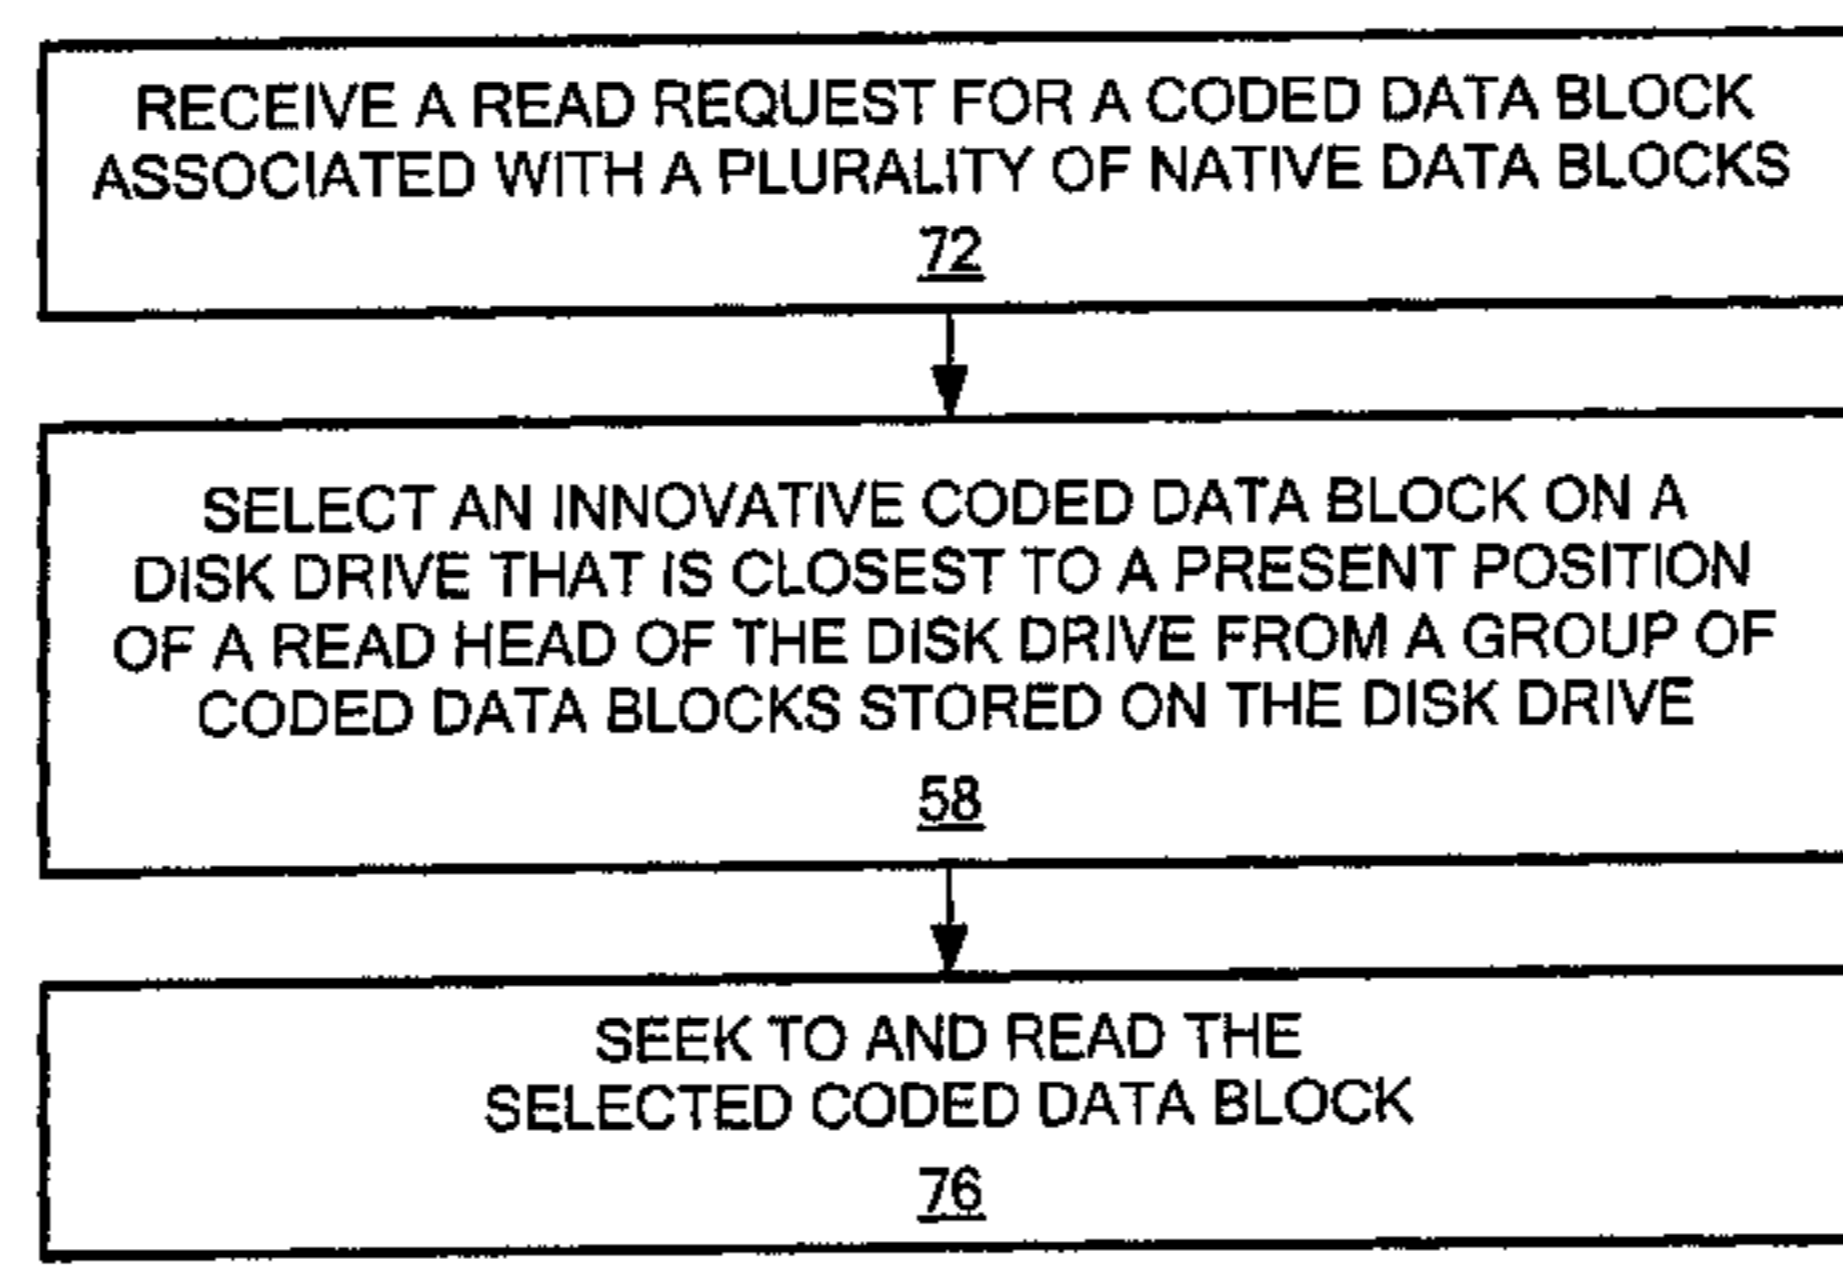 RECEIVE A READ REQUEST FOR A CODED DATA BLOCK
ASSOCIATED WITH A PLURALITY OF NATIVE DATA BLOCKS
72
SELECT AN INNOVATIVE CODED DATA BLOCK ON A
DISK DRIVE THAT IS CLOSEST TO A PRESENT POSITION
OF A READ HEAD OF THE DISK DRIVE FROM A GROUP OF
CODED DATA BLOCKS STORED ON THE DISK DRIVE
58
SEEK TO AND READ THE
SELECTED CODED DATA BLOCK
76